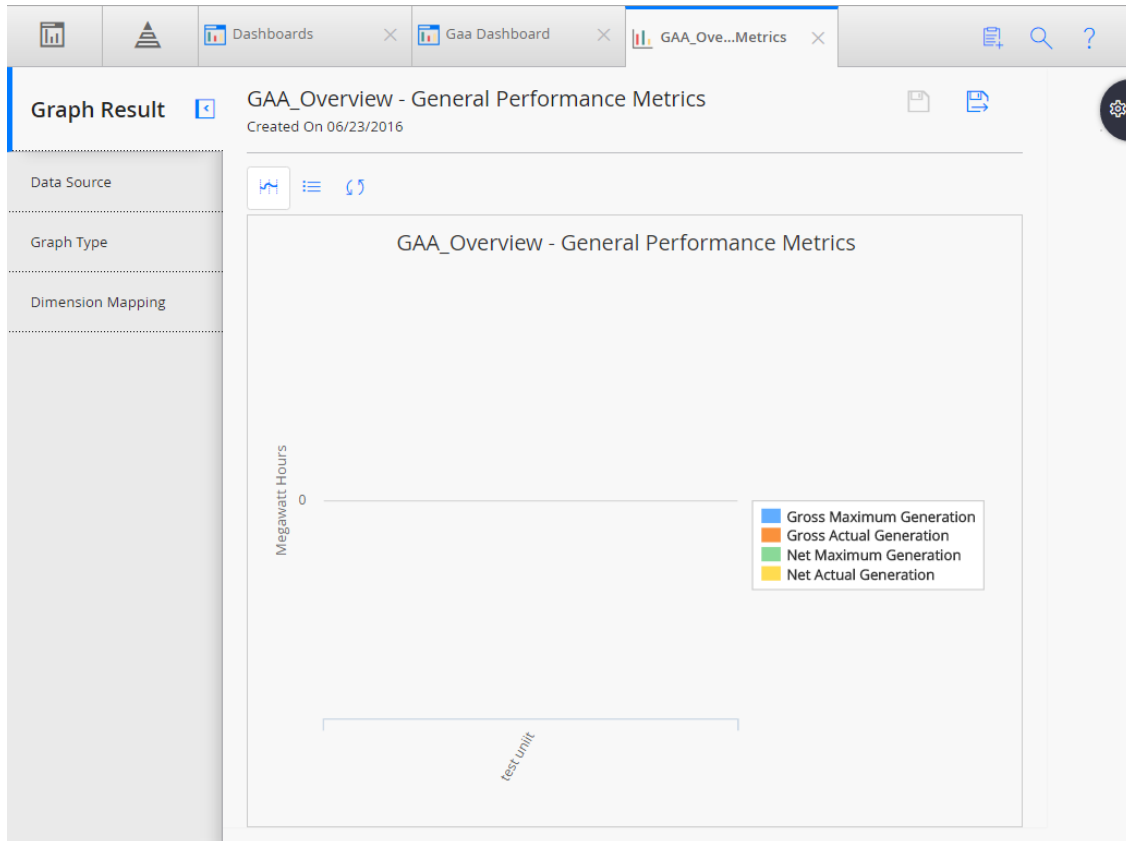 Dashboards
Gaa Dashboard
GAA_Ove...Metrics
?
Graph Result
GAA_Overview - General Performance Metrics
Created On 06/23/2016
Data Source
Graph Type
Dimension Mapping
GAA_Overview - General Performance Metrics
Megawatt Hours
0
Gross Maximum Generation
Gross Actual Generation
Net Maximum Generation
Net Actual Generation
test uniit